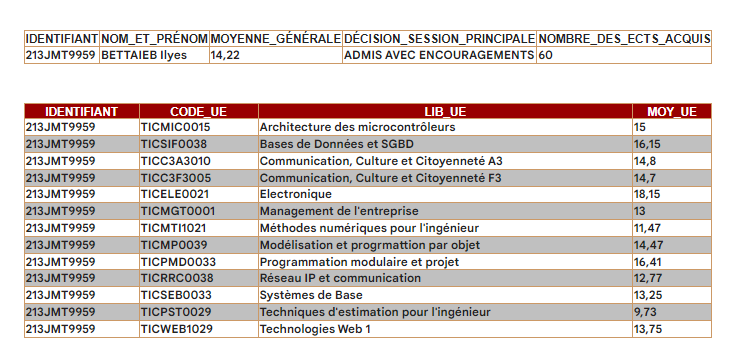 IDENTIFIANT NOM_ET_PRÉNOM MOYENNE_GÉNÉRALE DÉCISION_SESSION_PRINCIPALE NOMBRE_DES_ECTS_ACQUIS
213JMT9959 BETTAIEB Ilyes 14,22 ADMIS AVEC ENCOURAGEMENTS 60
IDENTIFIANT CODE_UE LIB_UE MOY_UE
213JMT9959 TICMIC0015 Architecture des microcontrôleurs 15
213JMT9959 TICSIF0038 Bases de Données et SGBD 16,15
213JMT9959 TICC3A3010 Communication, Culture et Citoyenneté A3 14,8
213JMT9959 TICC3F3005 Communication, Culture et Citoyenneté F3 14,7
213JMT9959 TICELE0021 Electronique 18,15
213JMT9959 TICMGT0001 Management de l'entreprise 13
213JMT9959 TICMTI1021 Méthodes numériques pour l'ingénieur 11,47
213JMT9959 TICMP0039 Modélisation et progrmattion par objet 14,47
213JMT9959 TICPMD0033 Programmation modulaire et projet 16,41
213JMT9959 TICRRC0038 Réseau IP et communication 12,77
213JMT9959 TICSEB0033 Systèmes de Base 13,25
213JMT9959 TICPST0029 Techniques d'estimation pour l'ingénieur 9,73
213JMT9959 TICWEB1029 Technologies Web 1 13,75